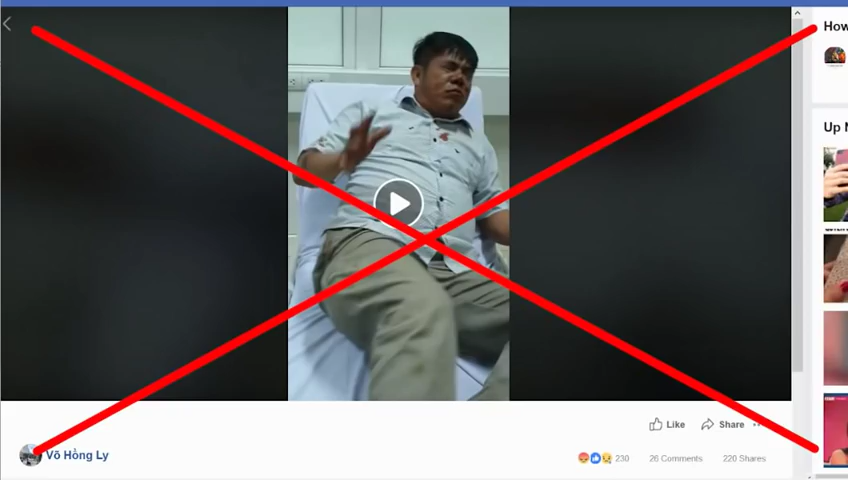 How
Up N
Like
Share
Võ Hồng Ly
230
26 Comments
220 Shares